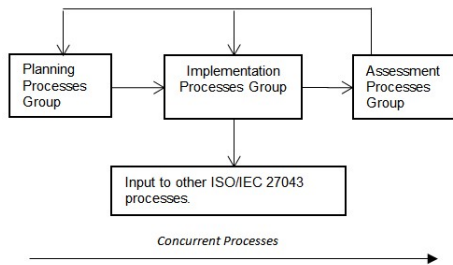 Planning
Processes
Group
Implementation
Processes Group
Assessment
Processes
Group
Input to other ISO/IEC 27043
processes.
Concurrent Processes